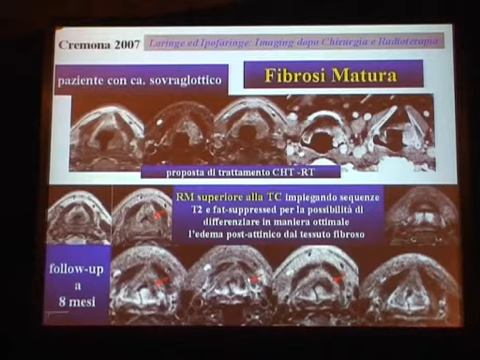 Cremona 2007
Laringe ed Ipofaringe: Imaging dopo Chirurgia e Radioterapia
paziente con ca. sovraglottico
Fibrosi Matura
proposta di trattamento CHT -RT
RM superiore alla TC impiegando sequenze
T2 e fat-suppressed per la possibilità di
differenziare in maniera ottimale
l'edema post-attinico dal tessuto fibroso
follow-up
a
8 mesi